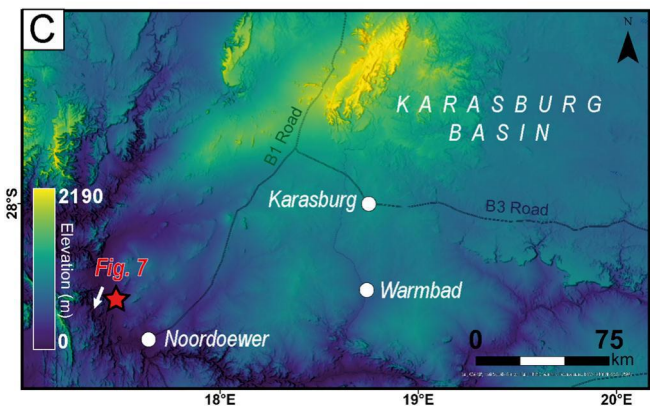 C
N
KARASBURG
BASIN
B1 Road
Karasburg
B3 Road
28°S
2190
Elevation (m)
0
Fig. 7
Warmbad
Noordoewer
0 75
km
18°E 19°E 20°E